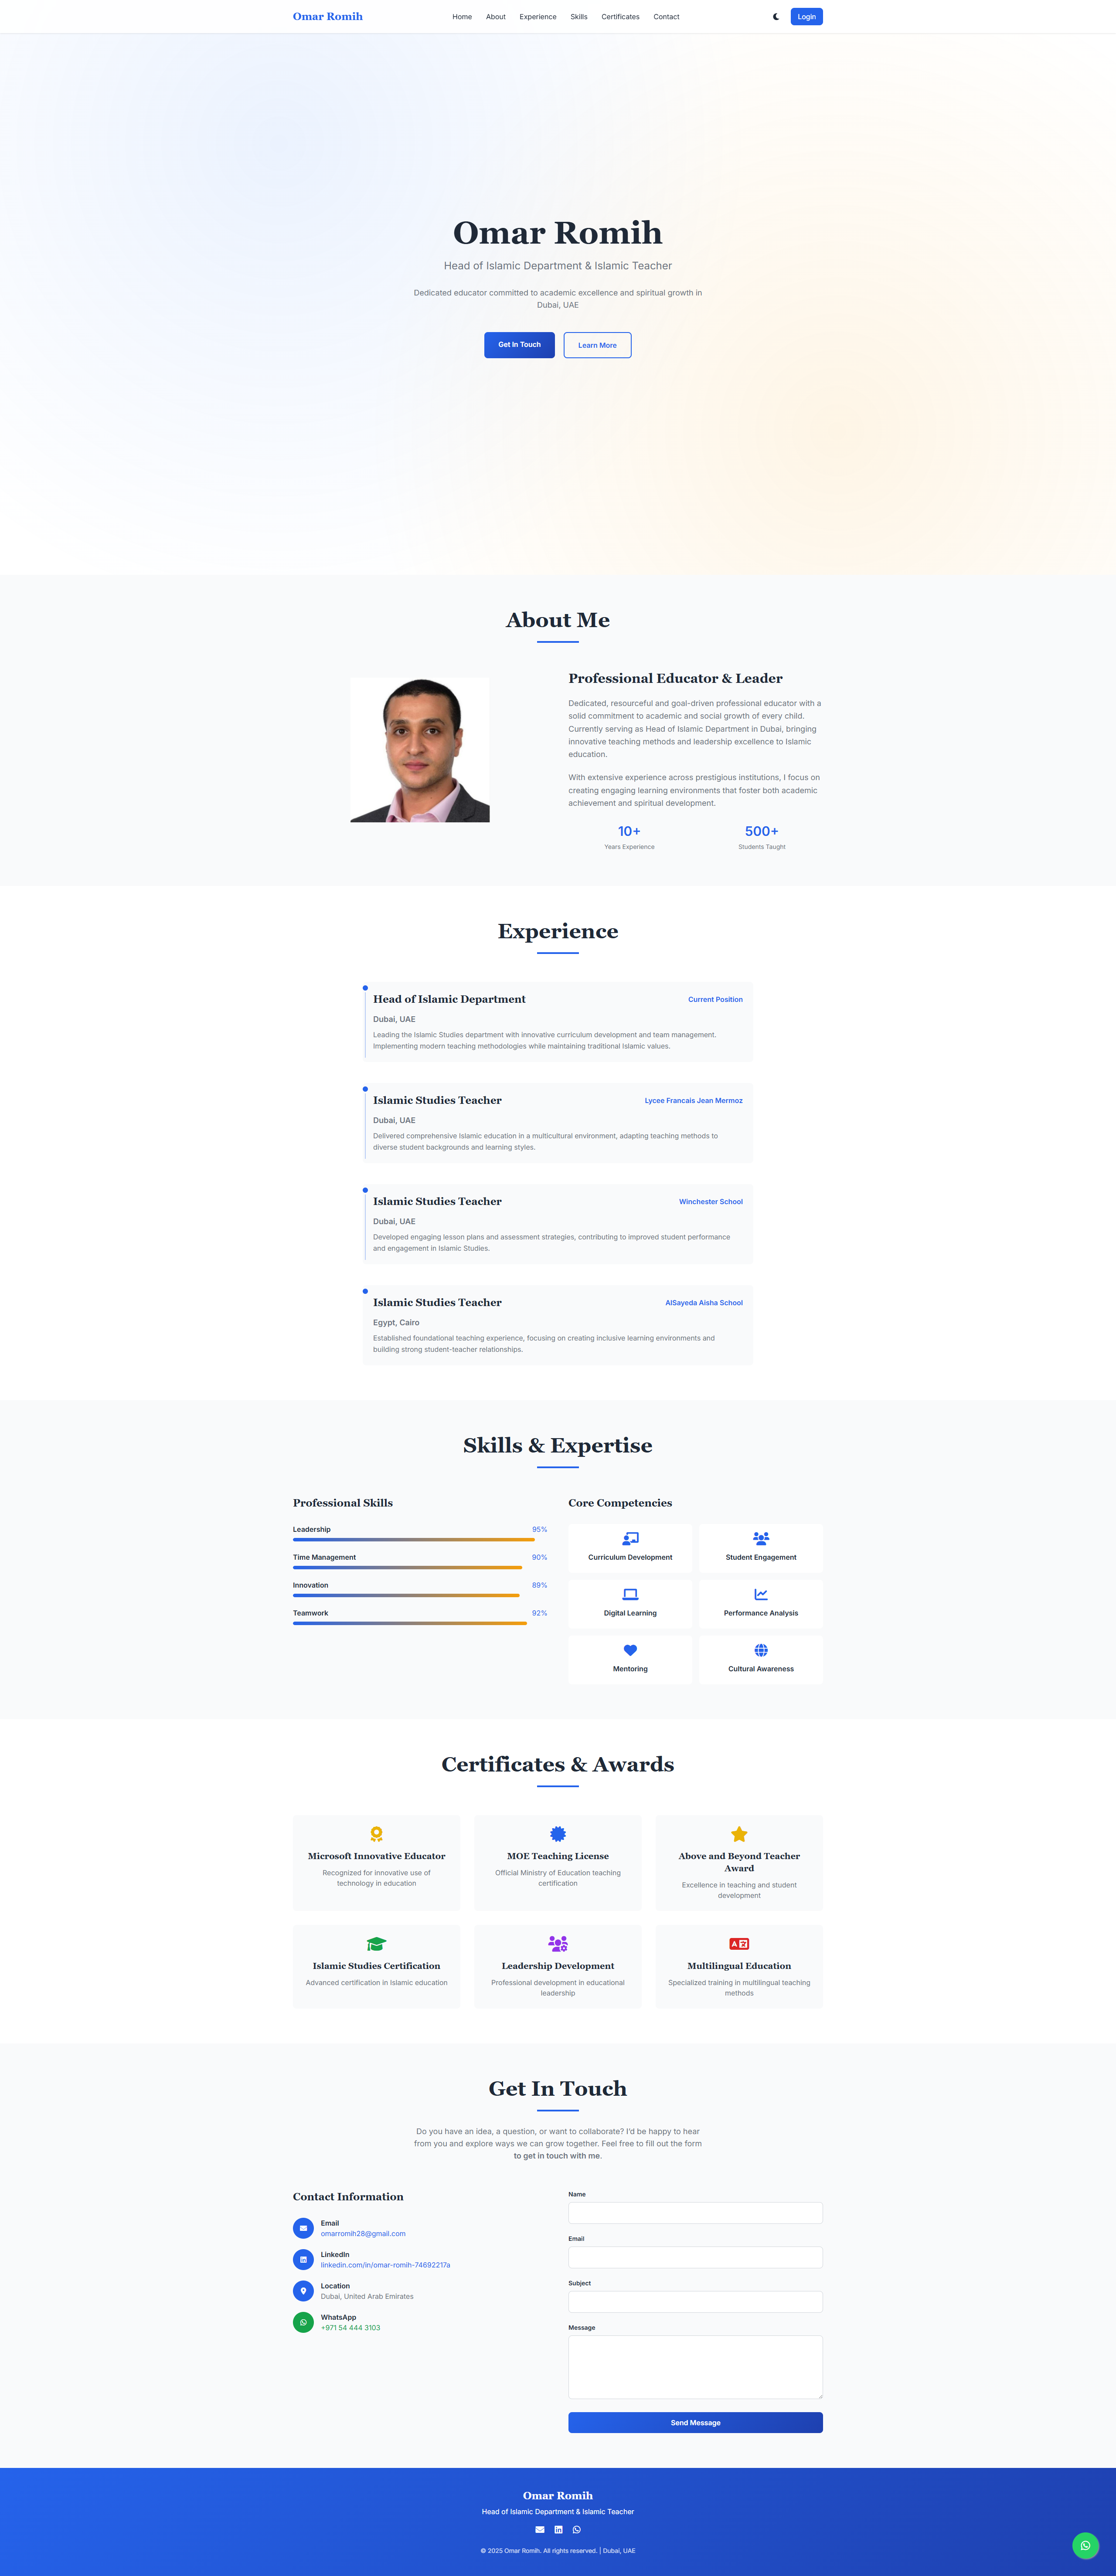 Omar Romih
Home About Experience Skills Certificates Contact
Login
Omar Romih
Head of Islamic Department & Islamic Teacher
Dedicated educator committed to academic excellence and spiritual growth in
Dubai, UAE
Get In Touch
Learn More
About Me
Professional Educator & Leader
Dedicated, resourceful and goal-driven professional educator with a
solid commitment to academic and social growth of every child.
Currently serving as Head of Islamic Department in Dubai, bringing
innovative teaching methods and leadership excellence to Islamic
education.
With extensive experience across prestigious institutions, I focus on
creating engaging learning environments that foster both academic
achievement and spiritual development.
10+
Years Experience
500+
Students Taught
Experience
Head of Islamic Department
Current Position
Dubai, UAE
Leading the Islamic Studies department with innovative curriculum development and team management.
Implementing modern teaching methodologies while maintaining traditional Islamic values.
Islamic Studies Teacher
Lycee Francais Jean Mermoz
Dubai, UAE
Delivered comprehensive Islamic education in a multicultural environment, adapting teaching methods to
diverse student backgrounds and learning styles.
Islamic Studies Teacher
Winchester School
Dubai, UAE
Developed engaging lesson plans and assessment strategies, contributing to improved student performance
and engagement in Islamic Studies.
Islamic Studies Teacher
AlSayeda Aisha School
Egypt, Cairo
Established foundational teaching experience, focusing on creating inclusive learning environments and
building strong student-teacher relationships.
Skills & Expertise
Professional Skills
Leadership 95%
Time Management 90%
Innovation 89%
Teamwork 92%
Core Competencies
Curriculum Development
Student Engagement
Digital Learning
Performance Analysis
Mentoring
Cultural Awareness
Certificates & Awards
Microsoft Innovative Educator
Recognized for innovative use of
technology in education
MOE Teaching License
Official Ministry of Education teaching
certification
Above and Beyond Teacher
Award
Excellence in teaching and student
development
Islamic Studies Certification
Advanced certification in Islamic education
Leadership Development
Professional development in educational
leadership
Multilingual Education
Specialized training in multilingual teaching
methods
Get In Touch
Do you have an idea, a question, or want to collaborate? I'd be happy to hear
from you and explore ways we can grow together. Feel free to fill out the form
to get in touch with me.
Contact Information
Email
omarromih28@gmail.com
LinkedIn
linkedin.com/in/omar-romih-74692217a
Location
Dubai, United Arab Emirates
WhatsApp
+971 54 444 3103
Name
Email
Subject
Message
Send Message
Omar Romih
Head of Islamic Department & Islamic Teacher
© 2025 Omar Romih. All rights reserved. | Dubai, UAE